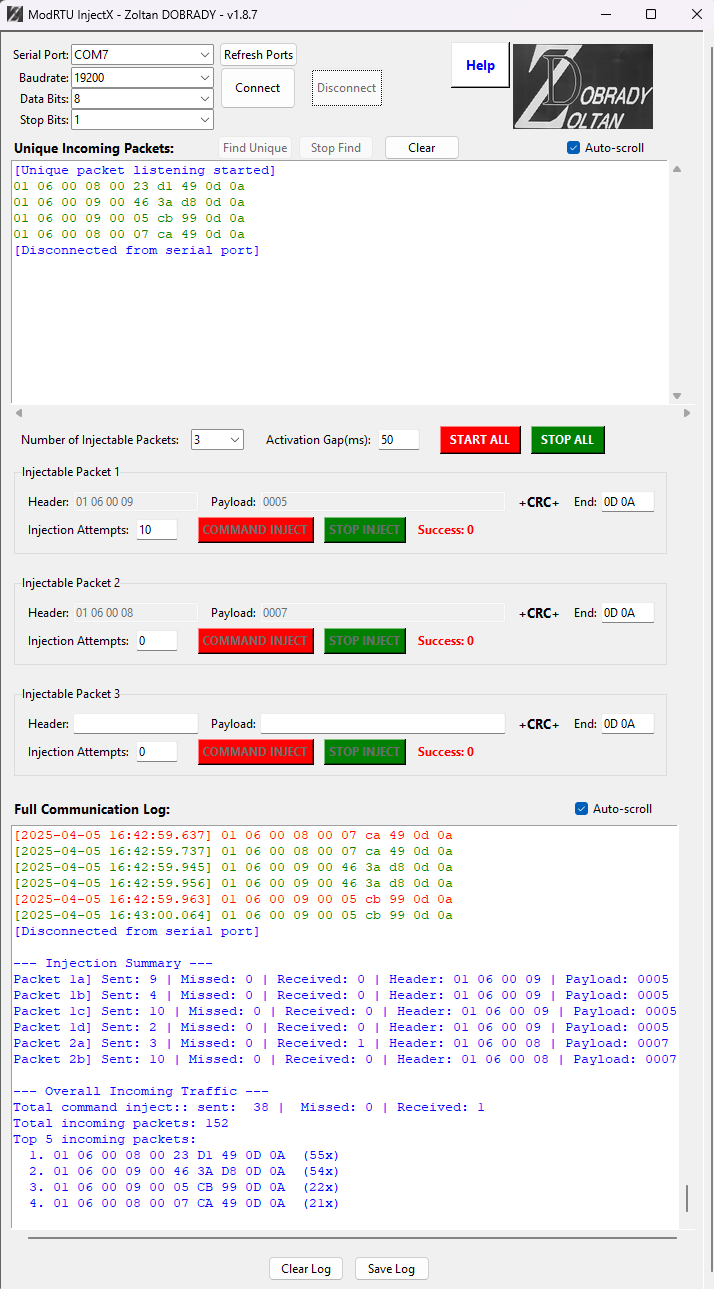 ModRTU InjectX - Zoltan DOBRADY - v1.8.7
Serial Port: COM7 Refresh Ports
Baudrate: 19200
Connect Disconnect Help
Data Bits: 8
Stop Bits: 1
ZDOBRADY
ZOLTAN
Unique Incoming Packets: Find Unique Stop Find Clear Auto-scroll
[Unique packet listening started]
01 06 00 08 00 23 d1 49 0d 0a
01 06 00 09 00 46 3a d8 0d 0a
01 06 00 09 00 05 cb 99 0d 0a
01 06 00 08 00 07 ca 49 0d 0a
[Disconnected from serial port]
Number of Injectable Packets: 3 Activation Gap(ms): 50 START ALL STOP ALL
Injectable Packet 1
Header: 01 06 00 09 Payload: 0005 +CRC+ End: 0D 0A
Injection Attempts: 10 COMMAND INJECT STOP INJECT Success: 0
Injectable Packet 2
Header: 01 06 00 08 Payload: 0007 +CRC+ End: 0D 0A
Injection Attempts: 0 COMMAND INJECT STOP INJECT Success: 0
Injectable Packet 3
Header: Payload: +CRC+ End: 0D 0A
Injection Attempts: 0 COMMAND INJECT STOP INJECT Success: 0
Full Communication Log: Auto-scroll
[2025-04-05 16:42:59.637] 01 06 00 08 00 07 ca 49 0d 0a
[2025-04-05 16:42:59.737] 01 06 00 08 00 07 ca 49 0d 0a
[2025-04-05 16:42:59.945] 01 06 00 09 00 46 3a d8 0d 0a
[2025-04-05 16:42:59.956] 01 06 00 09 00 46 3a d8 0d 0a
[2025-04-05 16:42:59.963] 01 06 00 09 00 05 cb 99 0d 0a
[2025-04-05 16:43:00.064] 01 06 00 09 00 05 cb 99 0d 0a
[Disconnected from serial port]
--- Injection Summary ---
Packet 1a] Sent: 9 | Missed: 0 | Received: 0 | Header: 01 06 00 09 | Payload: 0005
Packet 1b] Sent: 4 | Missed: 0 | Received: 0 | Header: 01 06 00 09 | Payload: 0005
Packet 1c] Sent: 10 | Missed: 0 | Received: 0 | Header: 01 06 00 09 | Payload: 0005
Packet 1d] Sent: 2 | Missed: 0 | Received: 0 | Header: 01 06 00 09 | Payload: 0005
Packet 2a] Sent: 3 | Missed: 0 | Received: 1 | Header: 01 06 00 08 | Payload: 0007
Packet 2b] Sent: 10 | Missed: 0 | Received: 0 | Header: 01 06 00 08 | Payload: 0007
--- Overall Incoming Traffic ---
Total command inject:: sent: 38 | Missed: 0 | Received: 1
Total incoming packets: 152
Top 5 incoming packets:
1. 01 06 00 08 00 23 D1 49 0D 0A (55x)
2. 01 06 00 09 00 46 3A D8 0D 0A (54x)
3. 01 06 00 09 00 05 CB 99 0D 0A (22x)
4. 01 06 00 08 00 07 CA 49 0D 0A (21x)
Clear Log Save Log